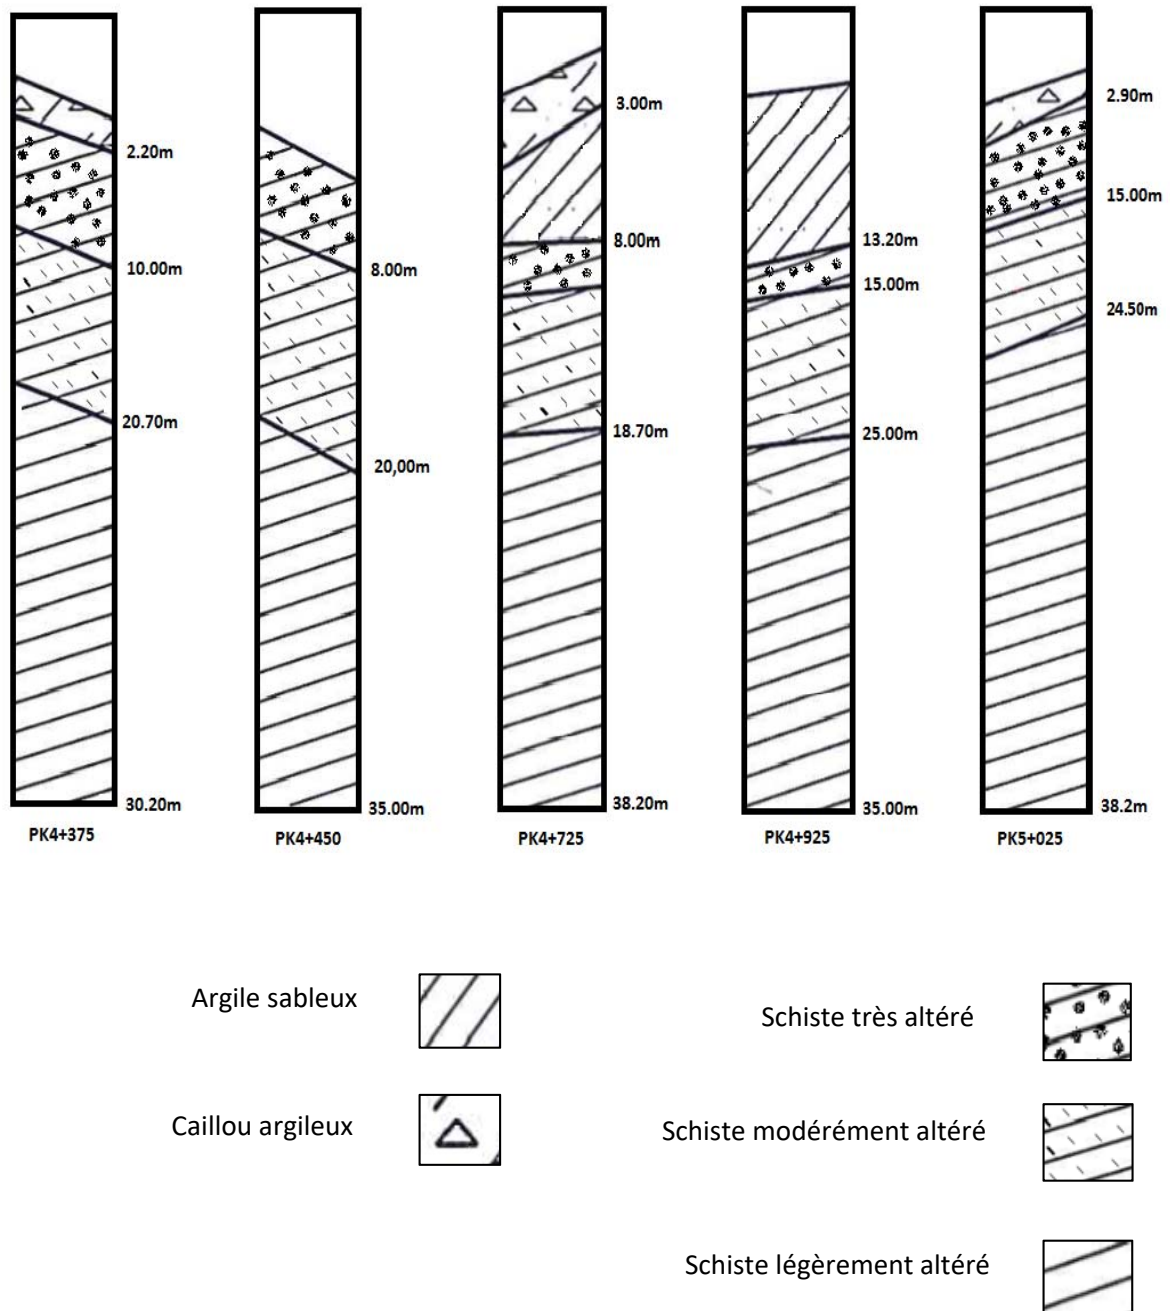 2.20m
10.00m
20.70m
30.20m
PK4+375
8.00m
20,00m
35.00m
PK4+450
3.00m
8.00m
18.70m
38.20m
PK4+725
13.20m
15.00m
25.00m
35.00m
PK4+925
2.90m
15.00m
24.50m
38.2m
PK5+025
Argile sableux
Caillou argileux
Schiste très altéré
Schiste modérément altéré
Schiste légèrement altéré